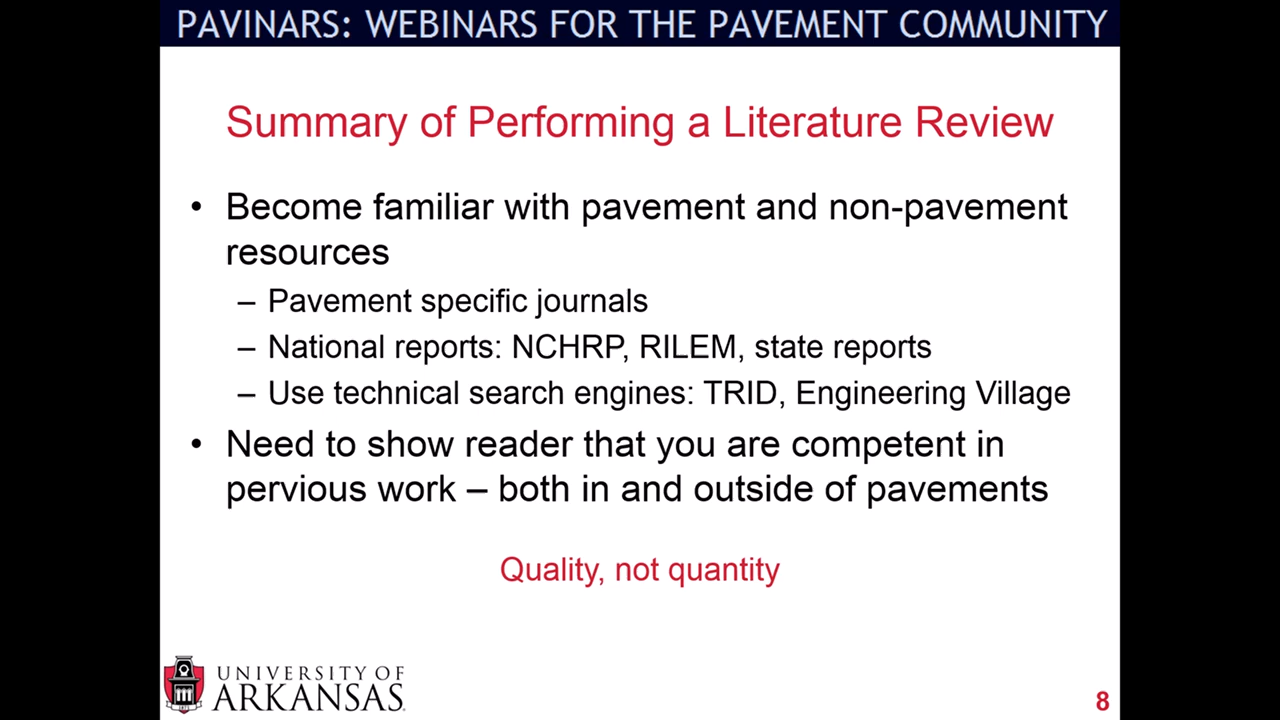 PAVINARS: WEBINARS FOR THE PAVEMENT COMMUNITY
Summary of Performing a Literature Review
• Become familiar with pavement and non-pavement
resources
– Pavement specific journals
– National reports: NCHRP, RILEM, state reports
– Use technical search engines: TRID, Engineering Village
• Need to show reader that you are competent in
pervious work – both in and outside of pavements
Quality, not quantity
UNIVERSITY OF
ARKANSAS
8